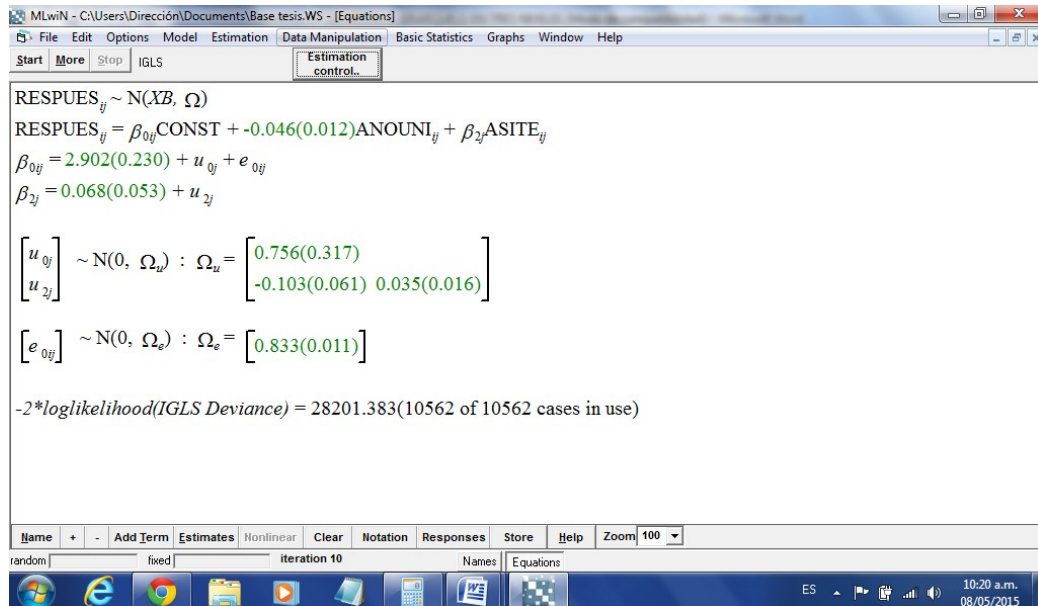 MLwiN - C:\Users\Dirección\Documents\Base tesis.WS - [Equations]
File Edit Options Model Estimation Data Manipulation Basic Statistics Graphs Window Help
Start More Stop IGLS Estimation control..
RESPUES_ij ~ N(XB, Ω)
RESPUES_ij = β_0ij CONST + -0.046(0.012)ANOUNI_ij + β_2j ASITE_ij
β_0ij = 2.902(0.230) + u_0j + e_0ij
β_2j = 0.068(0.053) + u_2j
[u_0j
u_2j] ~ N(0, Ω_u) : Ω_u = [0.756(0.317)
-0.103(0.061) 0.035(0.016)]
[e_0ij] ~ N(0, Ω_e) : Ω_e = [0.833(0.011)]
-2*loglikelihood(IGLS Deviance) = 28201.383(10562 of 10562 cases in use)
Name + - Add Term Estimates Nonlinear Clear Notation Responses Store Help Zoom 100
random fixed iteration 10 Names Equations
ES 10:20 a.m.
08/05/2015